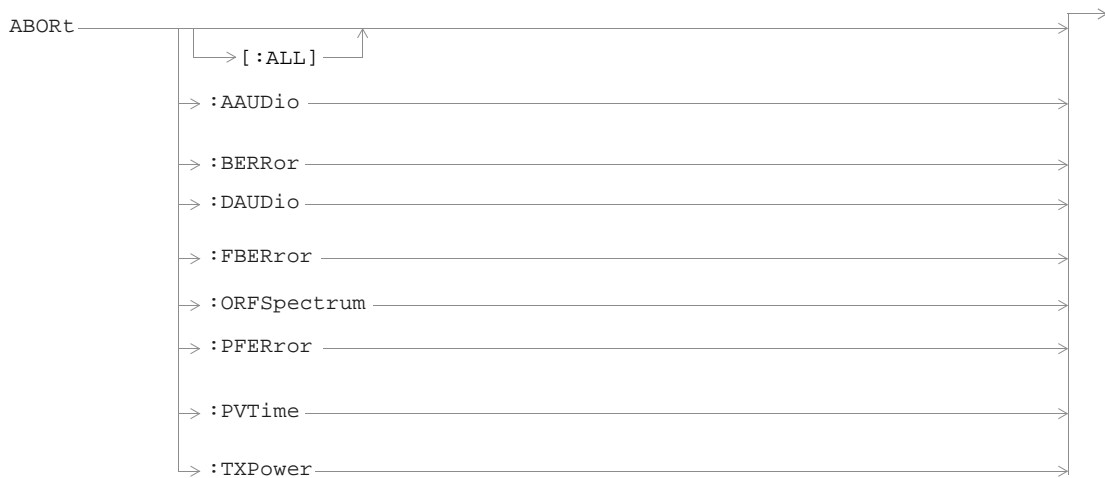 ABORt
[:ALL]
:AAUDio
:BERRor
:DAUDio
:FBERror
:ORFSpectrum
:PFERror
:PVTime
:TXPower